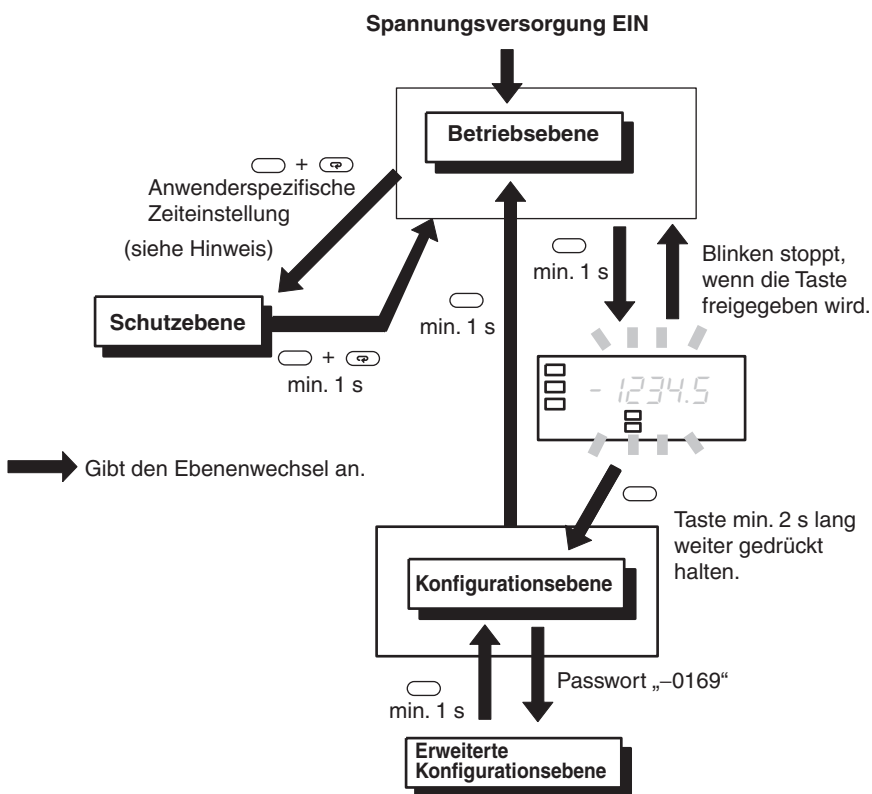 Spannungsversorgung EIN
Betriebsebene
+
Anwenderspezifische
Zeiteinstellung
(siehe Hinweis)
min. 1 s
Blinken stoppt,
wenn die Taste
freigegeben wird.
Schutzebene
min. 1 s
+
min. 1 s
-1234.5
Gibt den Ebenenwechsel an.
Taste min. 2 s lang
weiter gedrückt
halten.
Konfigurationsebene
Passwort „–0169“
min. 1 s
Erweiterte
Konfigurationsebene